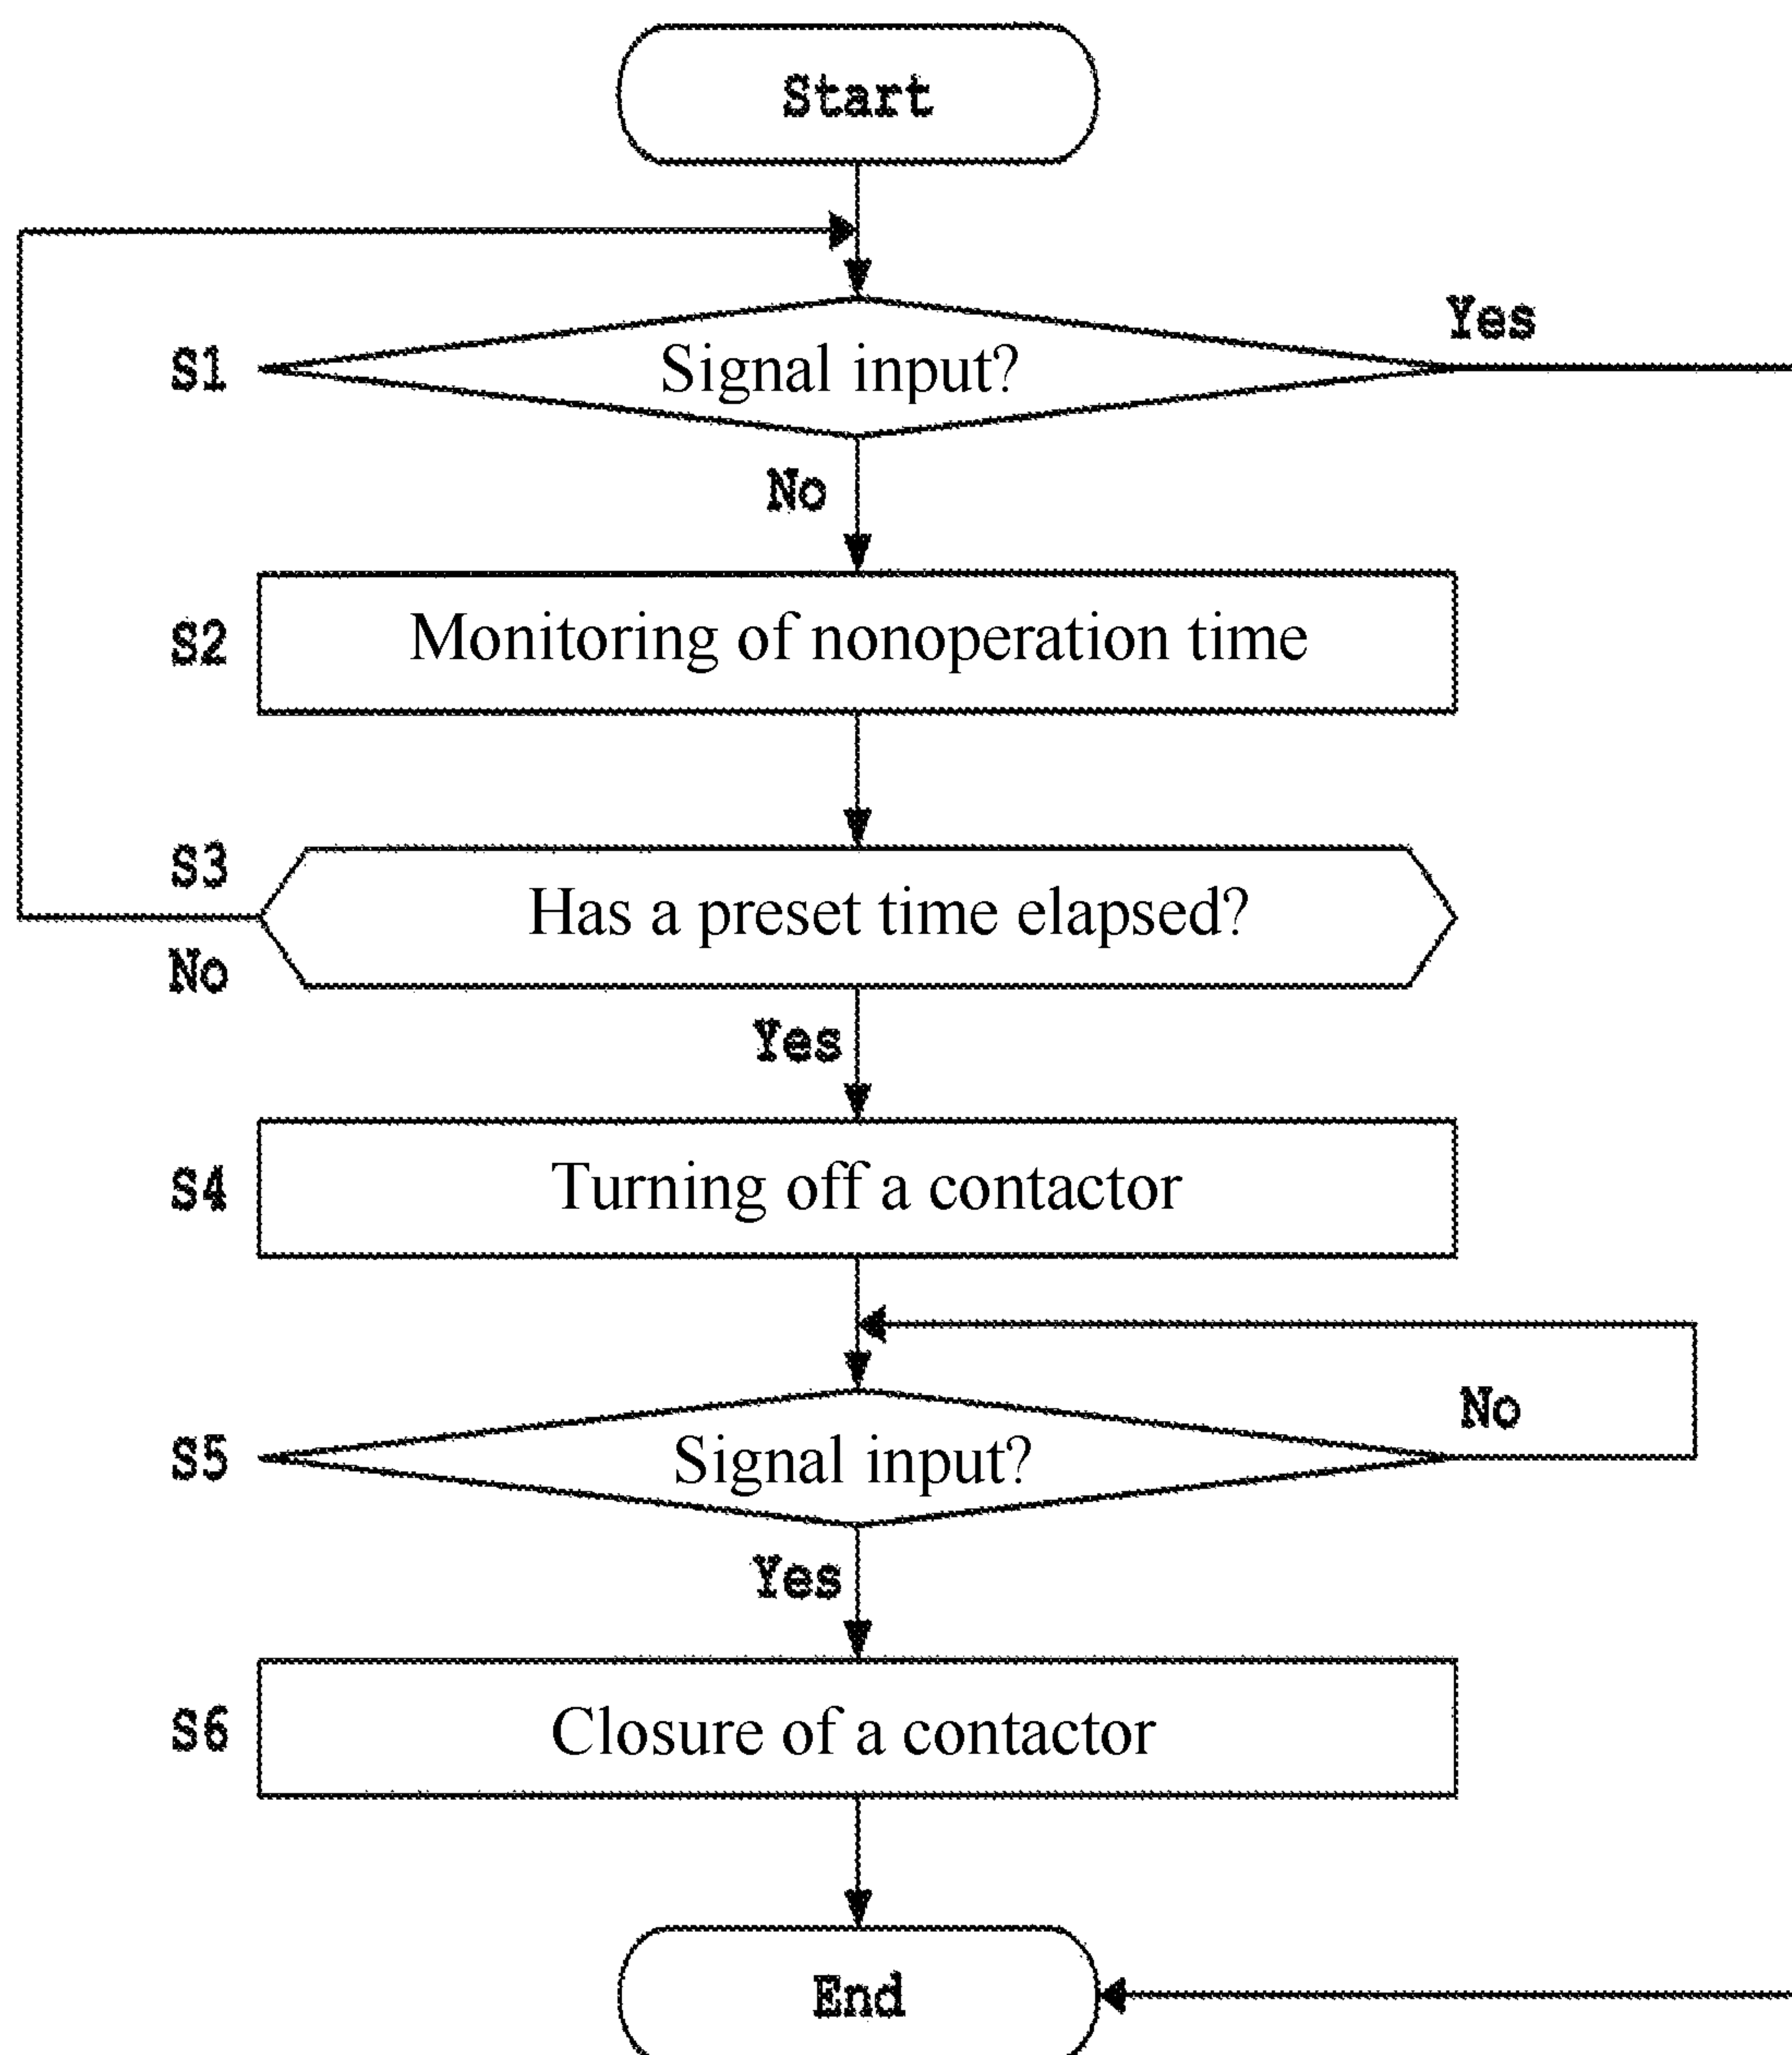 Start
Yes
S1
Signal input?
No
S2
Monitoring of nonoperation time
S3
Has a preset time elapsed?
No
Yes
S4
Turning off a contactor
No
S5
Signal input?
Yes
S6
Closure of a contactor
End